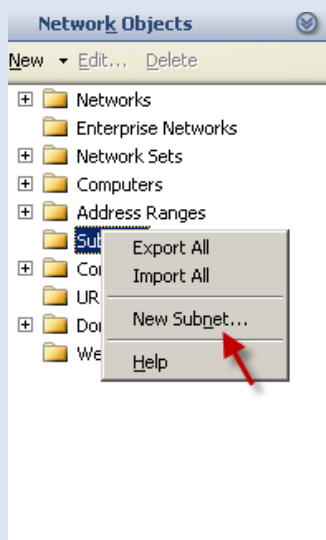 Network Objects
New Edit... Delete
Networks
Enterprise Networks
Network Sets
Computers
Address Ranges
Export All
Import All
New Subnet...
Help